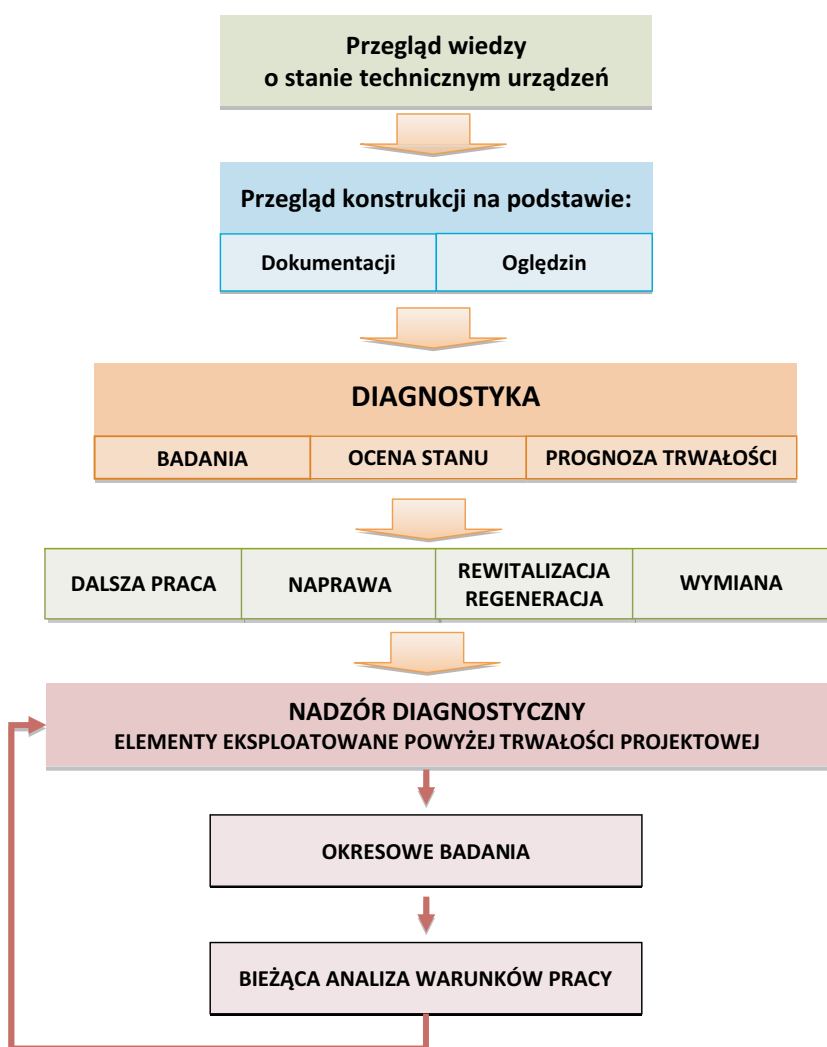 Przegląd wiedzy
o stanie technicznym urządzeń
Przegląd konstrukcji na podstawie:
Dokumentacji
Oględzin
DIAGNOSTYKA
BADANIA
OCENA STANU
PROGNOZA TRWAŁOŚCI
DALSZA PRACA
NAPRAWA
REWITALIZACJA
REGENERACJA
WYMIANA
NADZÓR DIAGNOSTYCZNY
ELEMENTY EKSPLOATOWANE POWYŻEJ TRWAŁOŚCI PROJEKTOWEJ
OKRESOWE BADANIA
BIEŻĄCA ANALIZA WARUNKÓW PRACY